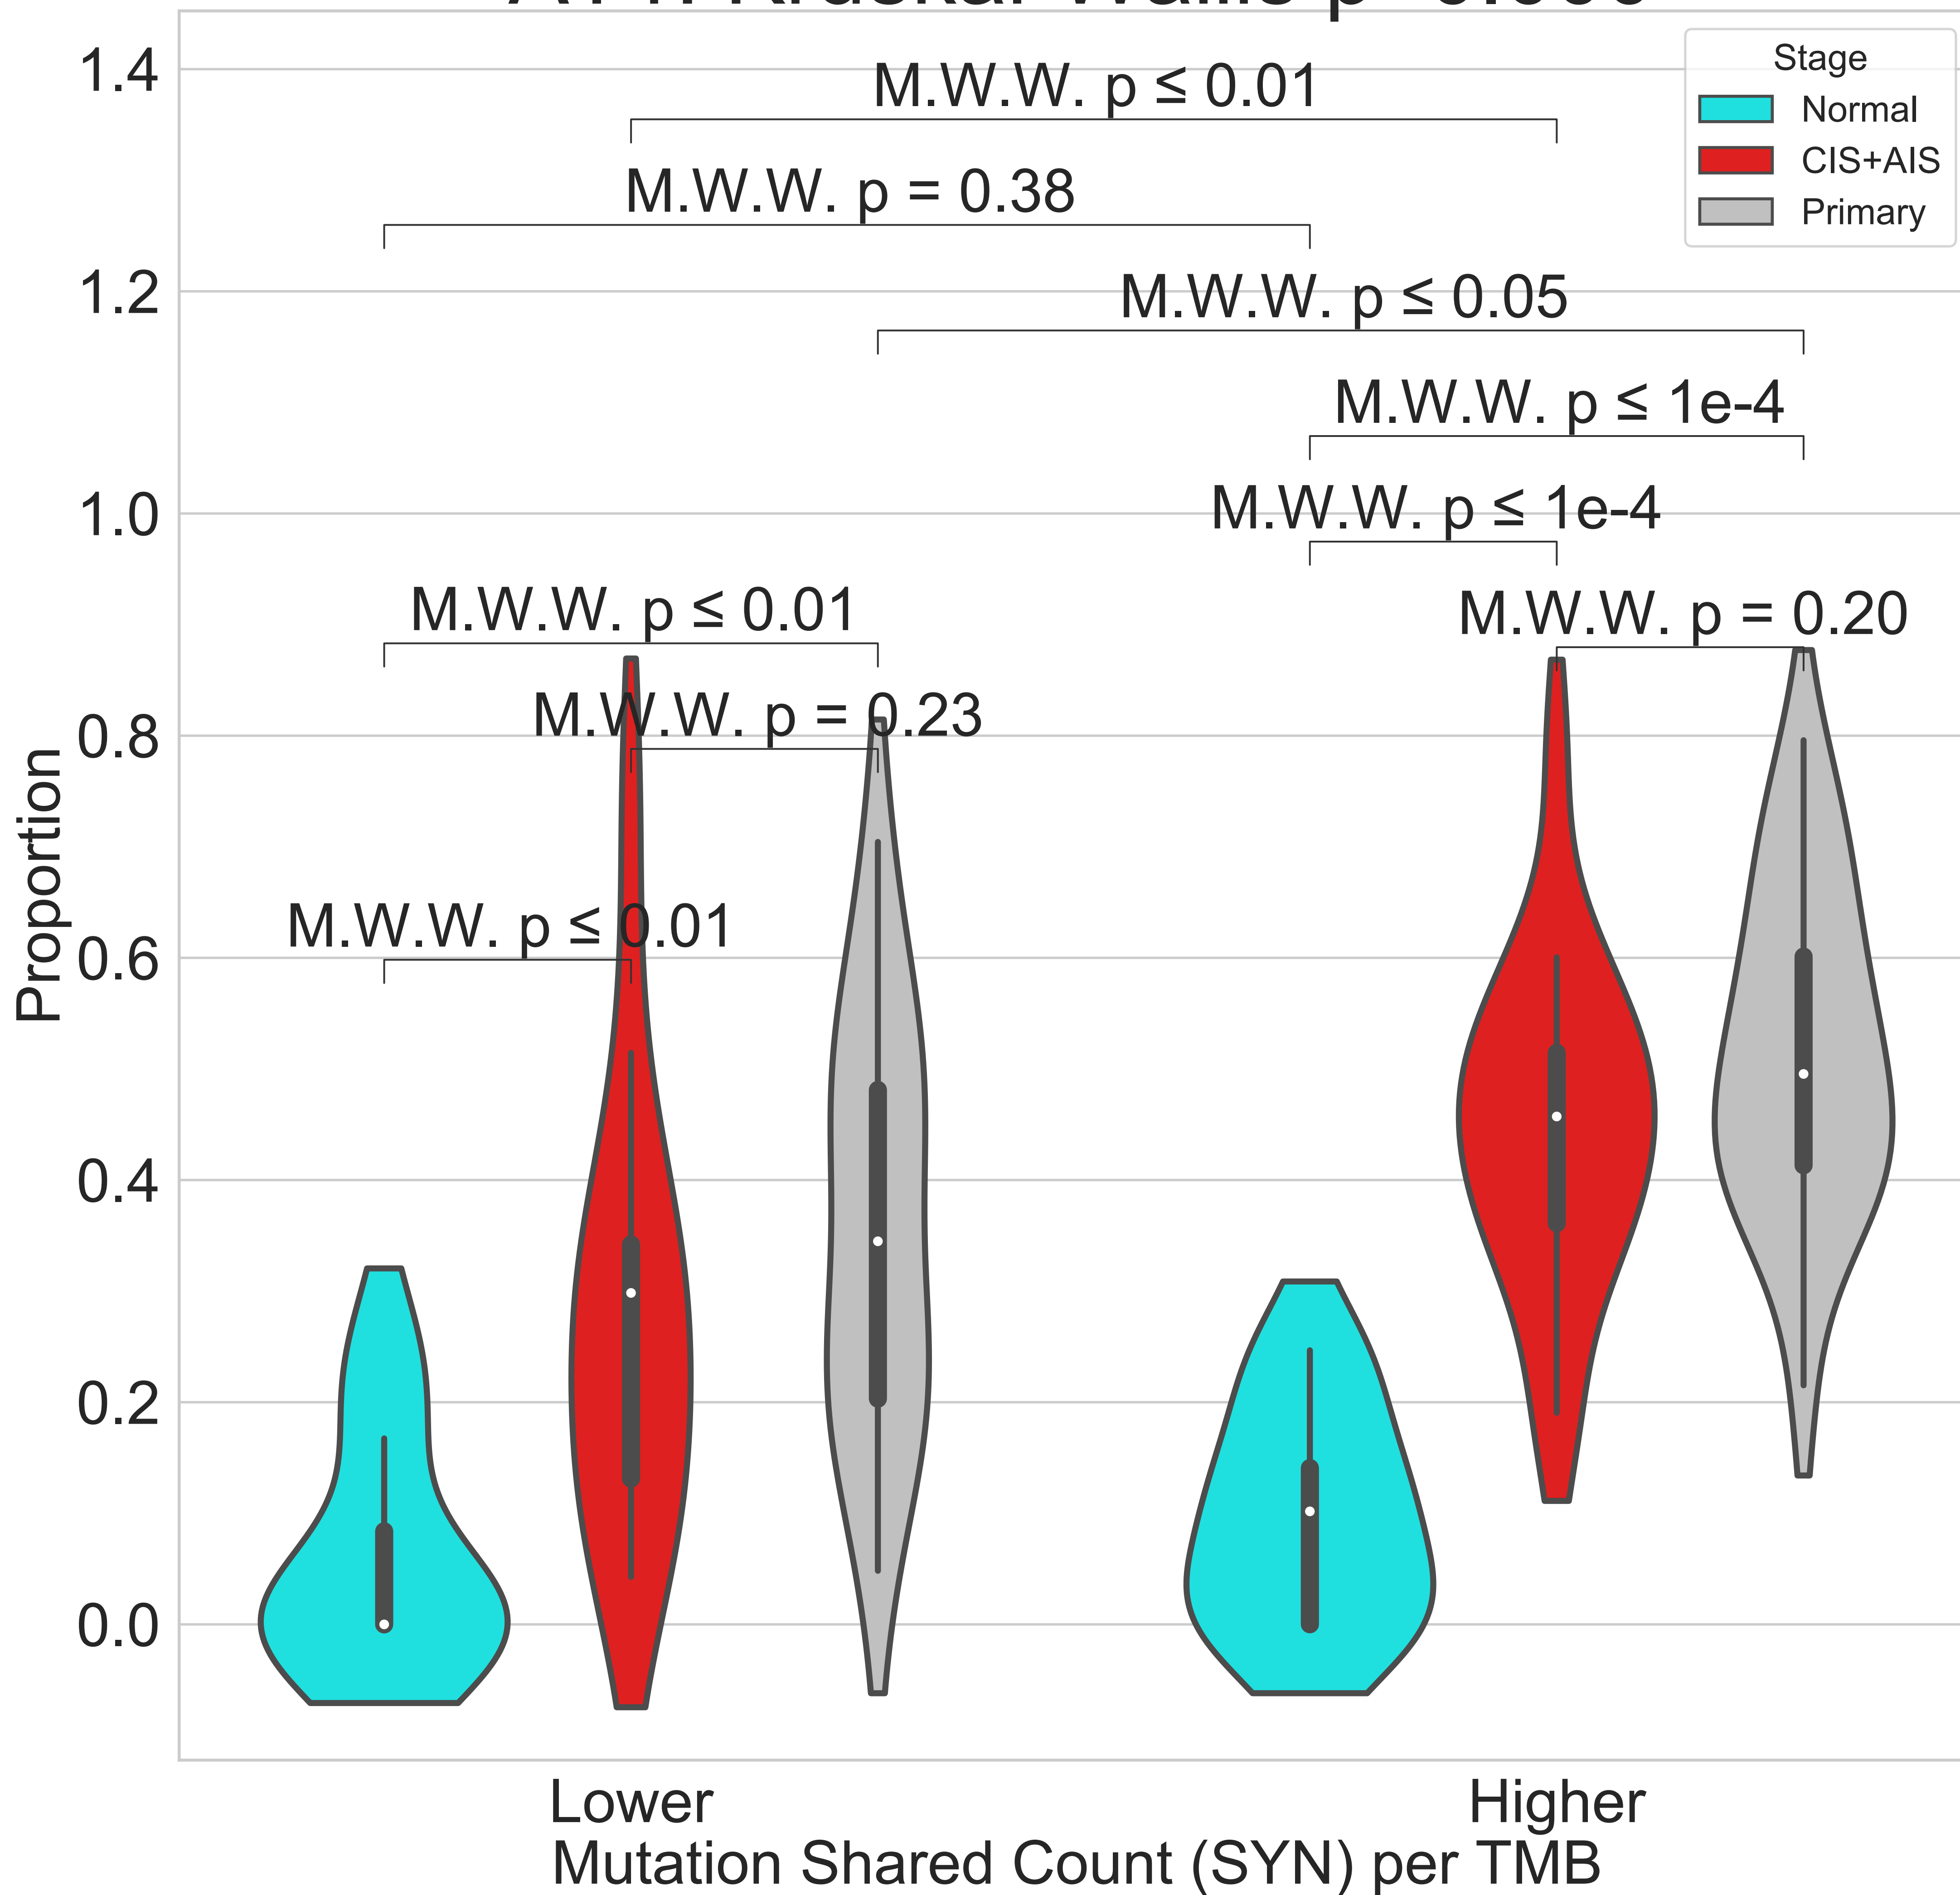 1.4
1.2
1.0
0.8
0.6
0.4
0.2
0.0
Proportion
M.W.W. p ≤ 0.01
M.W.W. p = 0.38
M.W.W. p ≤ 0.05
M.W.W. p ≤ 1e-4
M.W.W. p ≤ 1e-4
M.W.W. p ≤ 0.01
M.W.W. p = 0.20
M.W.W. p = 0.23
M.W.W. p ≤ 0.01
Stage
Normal
CIS+AIS
Primary
Lower
Higher
Mutation Shared Count (SYN) per TMB